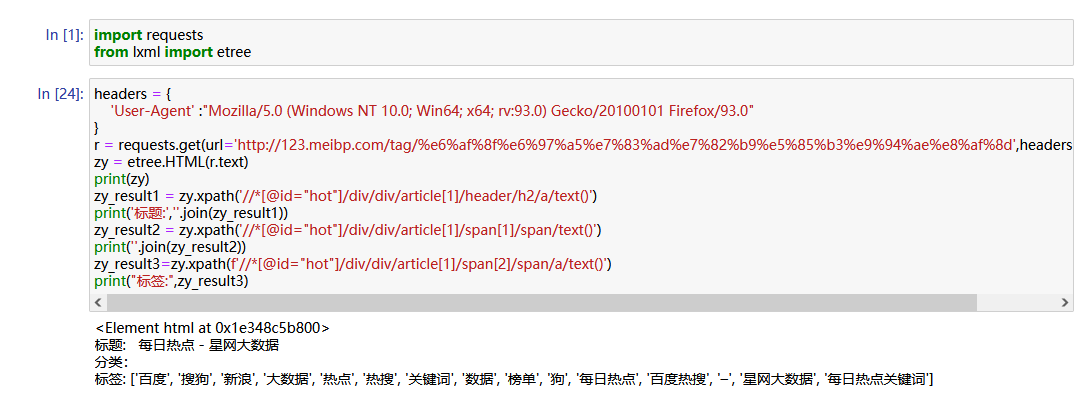 In [1]:
import requests
from lxml import etree
In [24]:
headers = {
'User-Agent' :"Mozilla/5.0 (Windows NT 10.0; Win64; x64; rv:93.0) Gecko/20100101 Firefox/93.0"
}
r = requests.get(url='http://123.meibp.com/tag/%e6%af%8f%e6%97%a5%e7%83%ad%e7%82%b9%e5%85%b3%e9%94%ae%e8%af%8d',headers
zy = etree.HTML(r.text)
print(zy)
zy_result1 = zy.xpath('//*[@id="hot"]/div/div/article[1]/header/h2/a/text()')
print('标题:',''.join(zy_result1))
zy_result2 = zy.xpath('//*[@id="hot"]/div/div/article[1]/span[1]/span/text()')
print(''.join(zy_result2))
zy_result3=zy.xpath(f'//*[@id="hot"]/div/div/article[1]/span[2]/span/a/text()')
print("标签:",zy_result3)
<Element html at 0x1e348c5b800>
标题: 每日热点 - 星网大数据
分类：
标签: ['百度', '搜狗', '新浪', '大数据', '热点', '热搜', '关键词', '数据', '榜单', '狗', '每日热点', '百度热搜', '–', '星网大数据', '每日热点关键词']